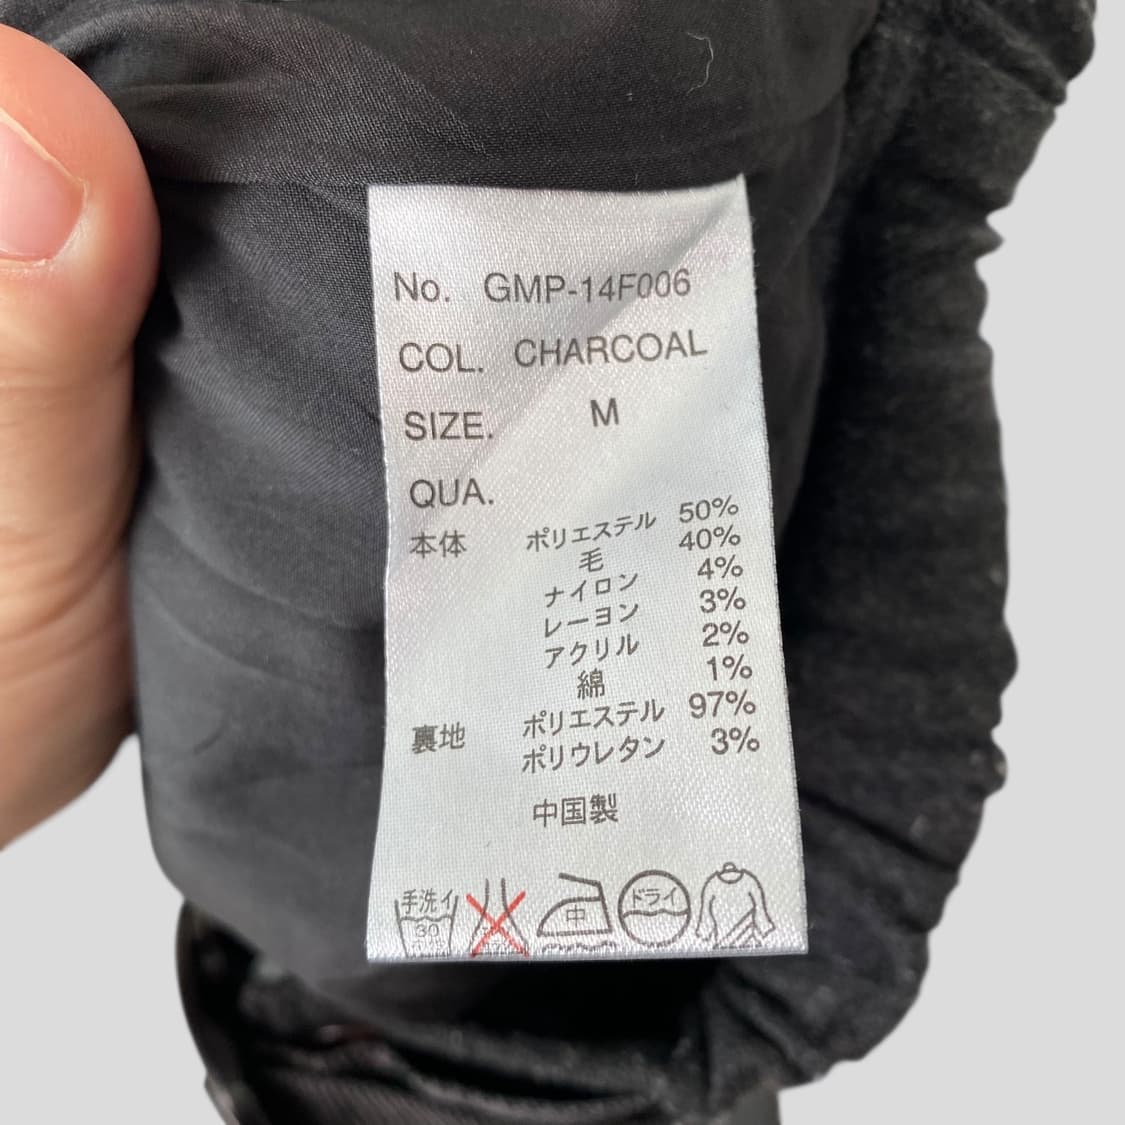 No. GMP-14F006
COL. CHARCOAL
SIZE. M
QUA.
本体 ポリエステル 50%
毛 40%
ナイロン 4%
レーヨン 3%
アクリル 2%
綿 1%
裏地 ポリエステル 97%
ポリウレタン 3%
中国製
手洗イ 30 中 ドライ